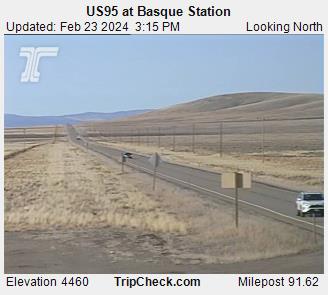 US95 at Basque Station
Updated: Feb 23 2024 3:15 PM Looking North
Elevation 4460 TripCheck.com Milepost 91.62